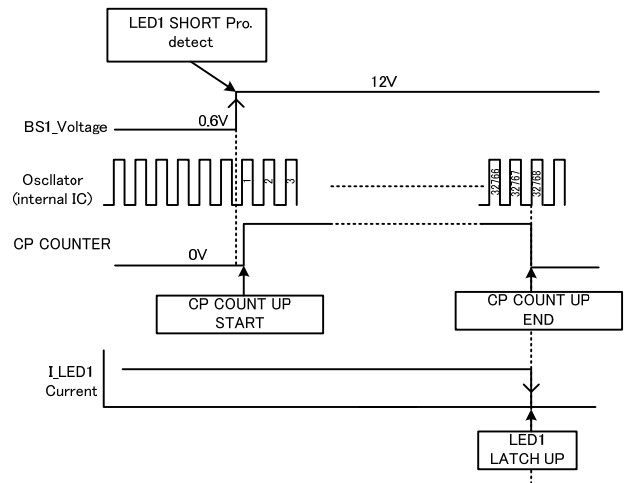 LED1 SHORT Pro.
detect
12V
BS1_Voltage
0.6V
Oscllator
(internal IC)
1
2
3
32766
32767
32768
CP COUNTER
0V
CP COUNT UP
START
CP COUNT UP
END
I_LED1
Current
LED1
LATCH UP